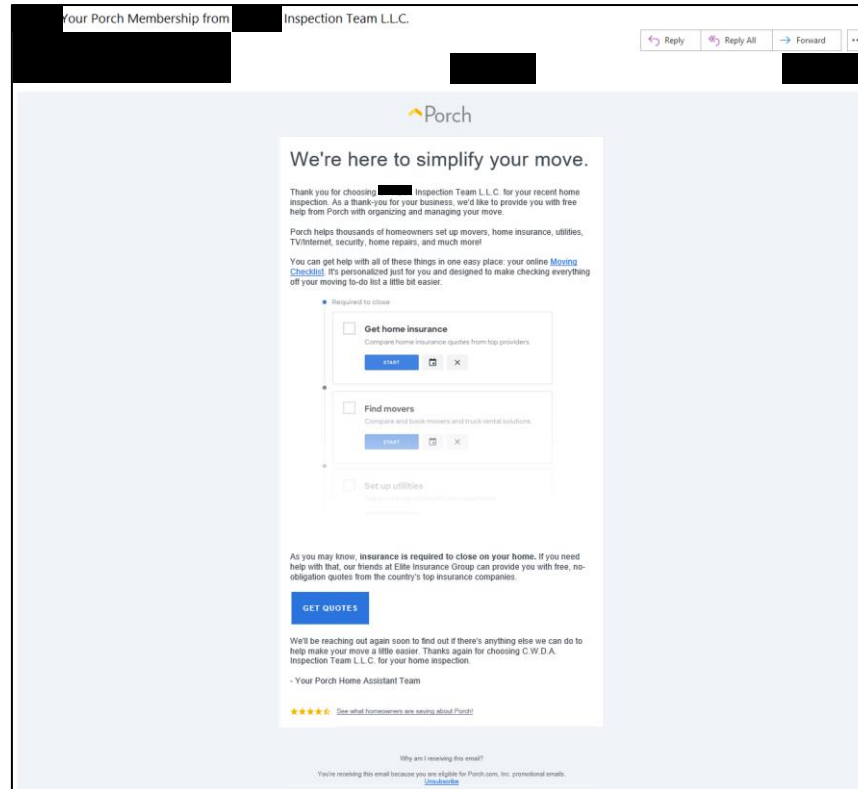 Your Porch Membership from Inspection Team L.L.C.
Reply Reply All Forward
Porch
We're here to simplify your move.
Thank you for choosing Inspection Team L.L.C. for your recent home
inspection. As a thank-you for your business, we'd like to provide you with free
help from Porch with organizing and managing your move.
Porch helps thousands of homeowners set up movers, home insurance, utilities,
TV/Internet, security, home repairs, and much more!
You can get help with all of these things in one easy place: your online Moving
Checklist. It's personalized just for you and designed to make checking everything
off your moving to-do list a little bit easier.
Required to close
Get home insurance
Compare home insurance quotes from top providers.
START
Find movers
Compare and book movers and truck rental solutions.
START
Set up utilities
As you may know, insurance is required to close on your home. If you need
help with that, our friends at Elite Insurance Group can provide you with free, no-
obligation quotes from the country's top insurance companies.
GET QUOTES
We'll be reaching out again soon to find out if there's anything else we can do to
help make your move a little easier. Thanks again for choosing C.W.D.A.
Inspection Team L.L.C. for your home inspection.
- Your Porch Home Assistant Team
See what homeowners are saying about Porch!
Why am I receiving this email?
You're receiving this email because you are eligible for Porch.com, Inc. promotional emails.
Unsubscribe